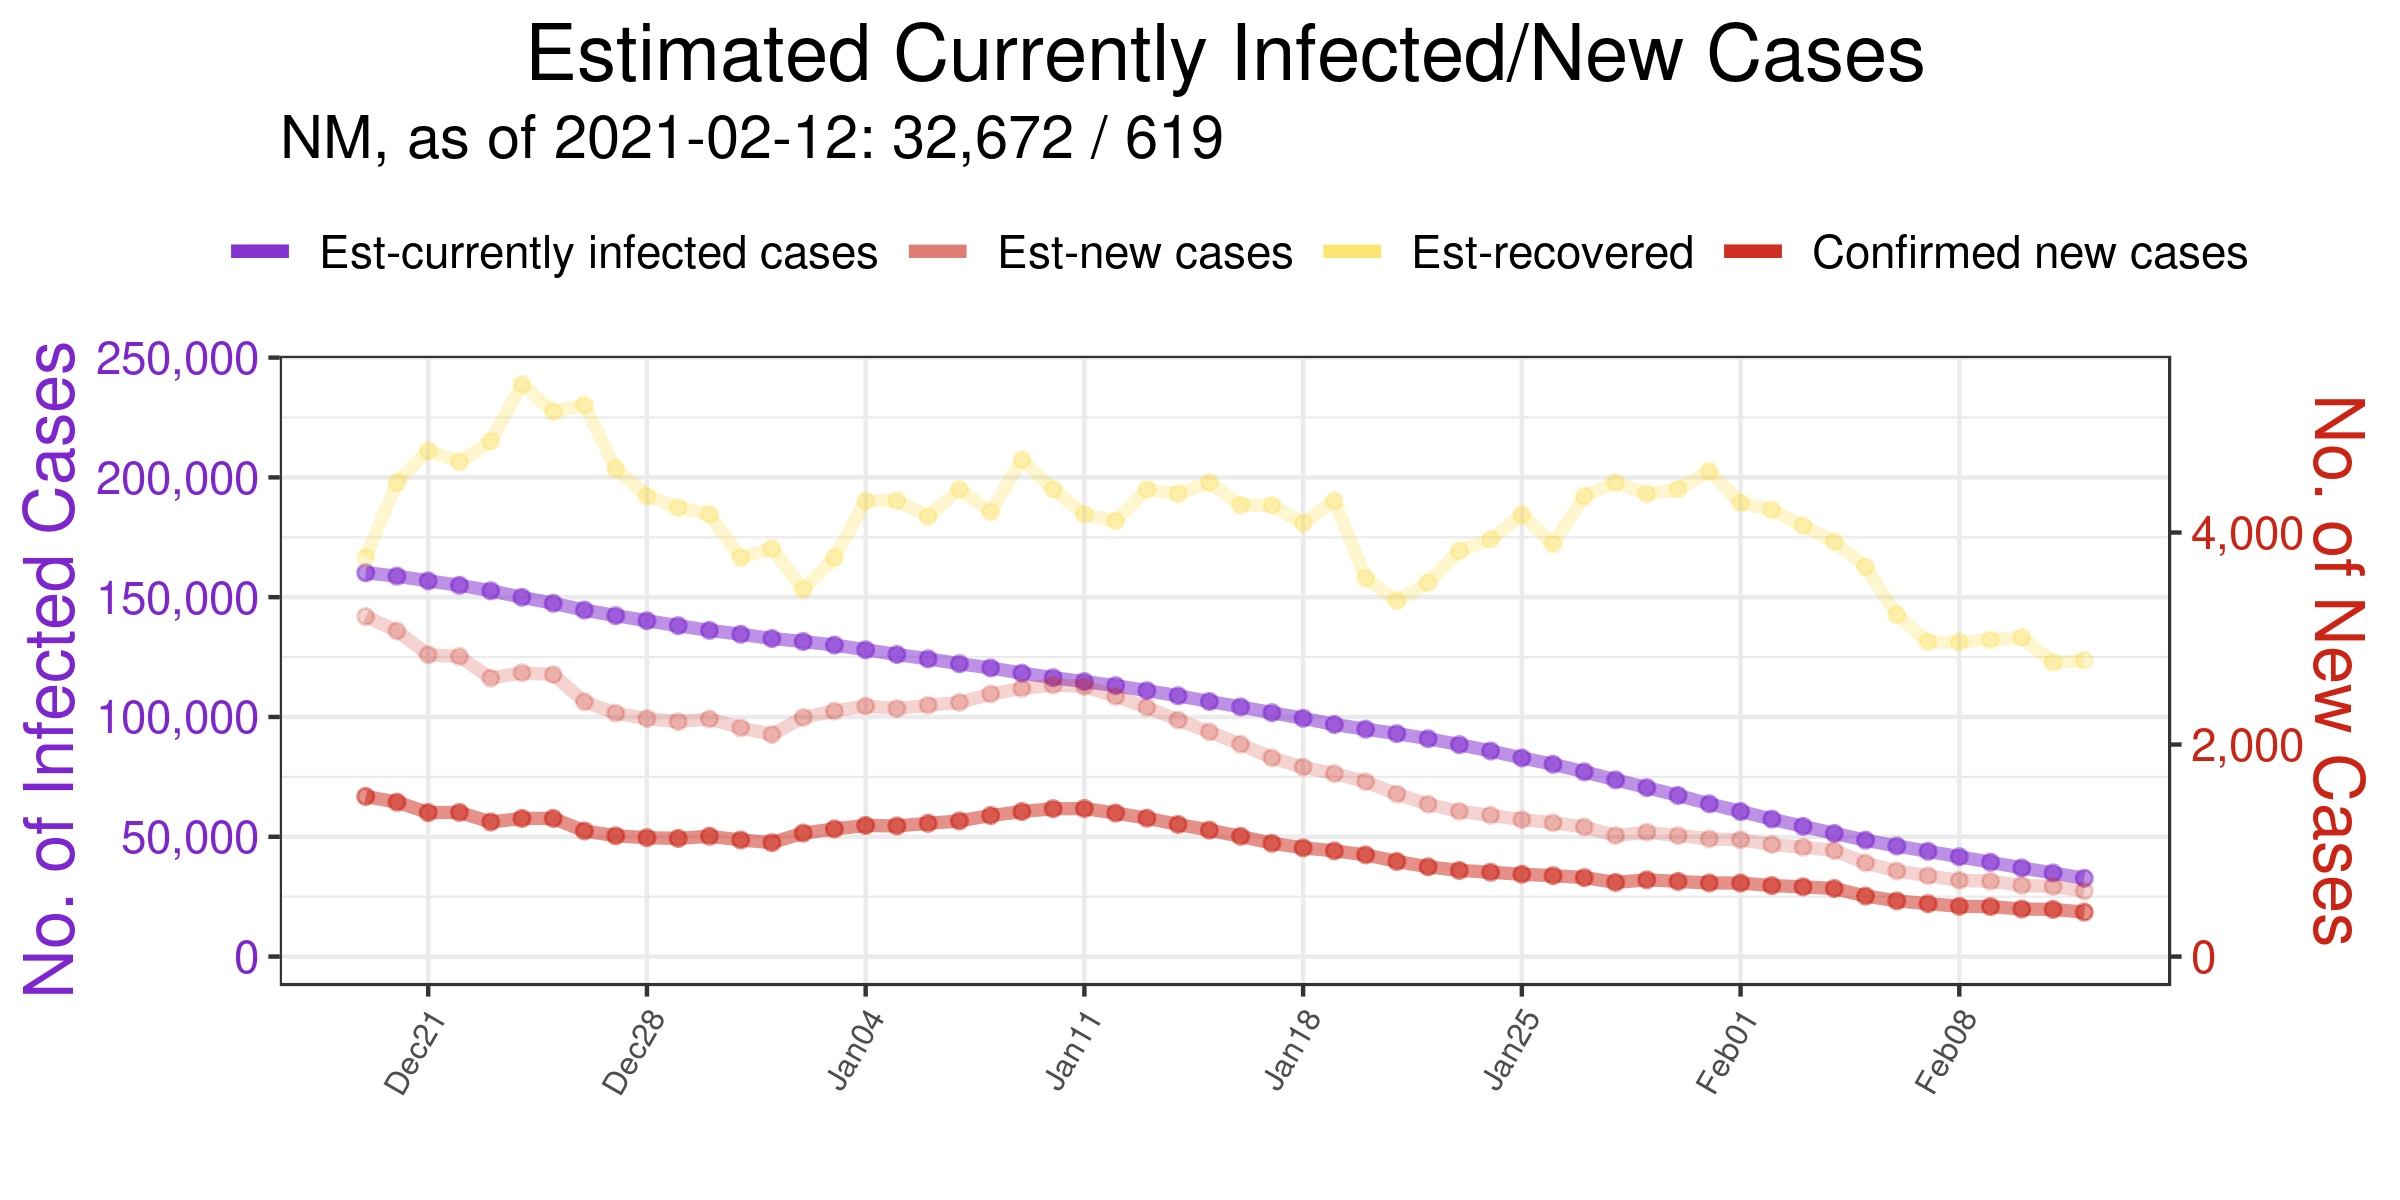 Estimated Currently Infected/New Cases
NM, as of 2021-02-12: 32,672 / 619
Est-currently infected cases Est-new cases Est-recovered Confirmed new cases
No. of Infected Cases
250,000
200,000
150,000
100,000
50,000
0
4,000
2,000
0
No. of New Cases
Dec21 Dec28 Jan04 Jan11 Jan18 Jan25 Feb01 Feb08